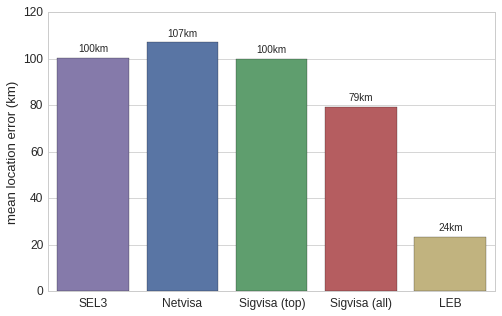 120
100
80
60
40
20
0
mean location error (km)
100km
107km
100km
79km
24km
SEL3
Netvisa
Sigvisa (top)
Sigvisa (all)
LEB